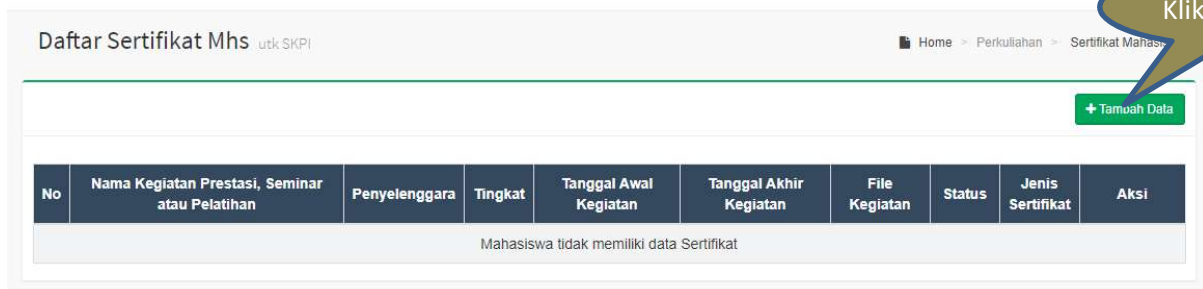 Klik
Daftar Sertifikat Mhs utk SKPI
Home > Perkuliahan > Sertifikat Mahasis
+ Tambah Data
No
Nama Kegiatan Prestasi, Seminar
atau Pelatihan
Penyelenggara
Tingkat
Tanggal Awal
Kegiatan
Tanggal Akhir
Kegiatan
File
Kegiatan
Status
Jenis
Sertifikat
Aksi
Mahasiswa tidak memiliki data Sertifikat